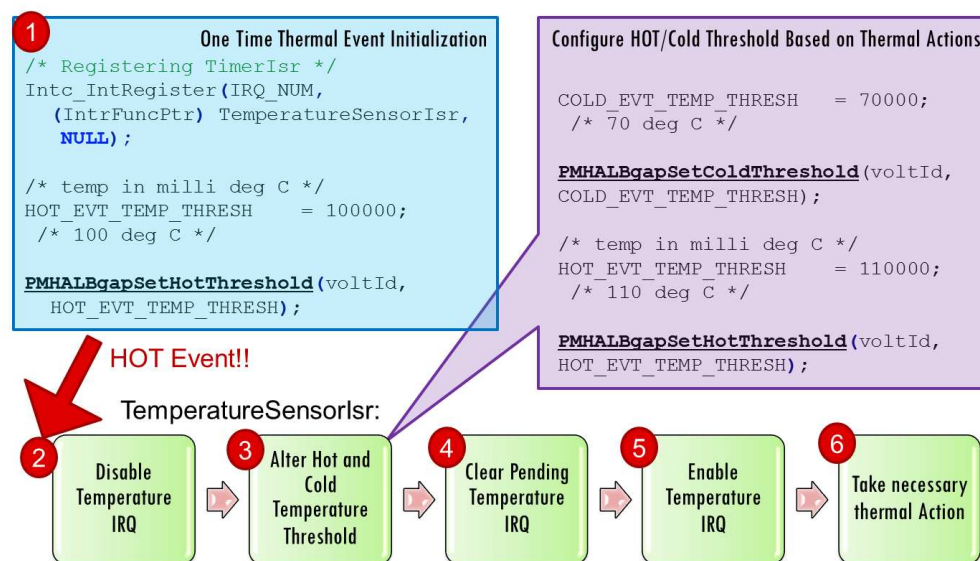 1
One Time Thermal Event Initialization
/* Registering TimerIsr */
Intc_IntRegister(IRQ_NUM,
(IntrFuncPtr) TemperatureSensorIsr,
NULL);
/* temp in milli deg C */
HOT_EVT_TEMP_THRESH = 100000;
/* 100 deg C */
PMHALBgapSetHotThreshold(voltId,
HOT_EVT_TEMP_THRESH);
Configure HOT/Cold Threshold Based on Thermal Actions
COLD_EVT_TEMP_THRESH = 70000;
/* 70 deg C */
PMHALBgapSetColdThreshold(voltId,
COLD_EVT_TEMP_THRESH);
/* temp in milli deg C */
HOT_EVT_TEMP_THRESH = 110000;
/* 110 deg C */
PMHALBgapSetHotThreshold(voltId,
HOT_EVT_TEMP_THRESH);
HOT Event!!
TemperatureSensorIsr:
2
Disable
Temperature
IRQ
3
Alter Hot and
Cold
Temperature
Threshold
4
Clear Pending
Temperature
IRQ
5
Enable
Temperature
IRQ
6
Take necessary
thermal Action